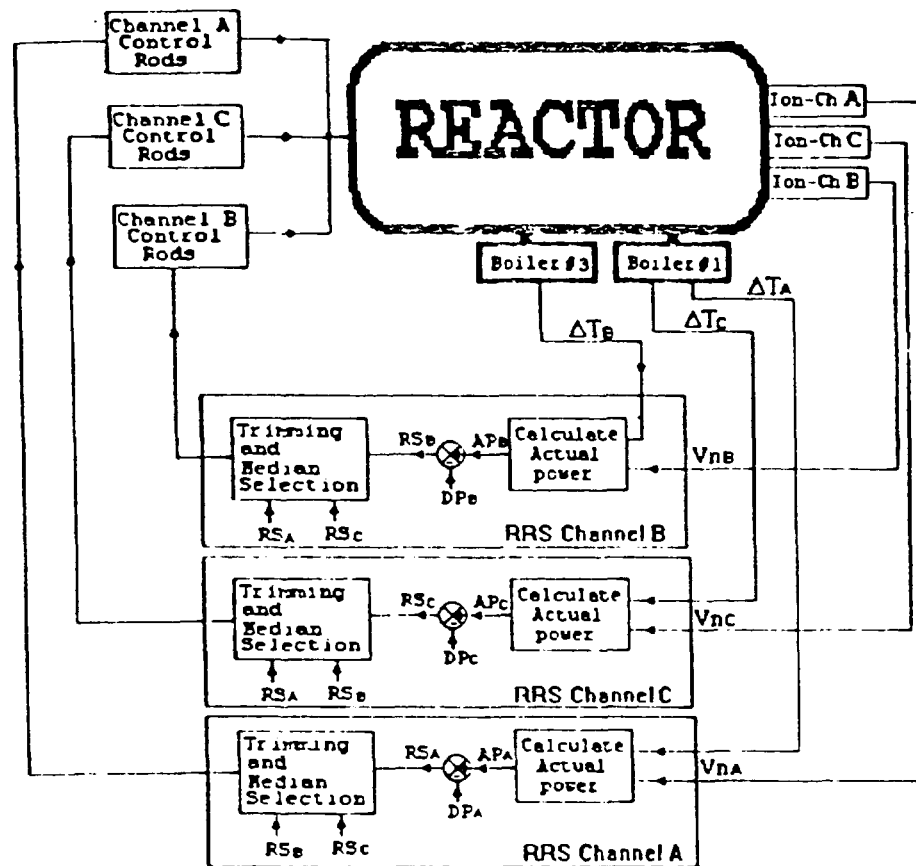 Channel A
Control
Rods
REACTOR
Ion-Ch A
Channel C
Control
Rods
Ion-Ch C
Ion-Ch B
Channel B
Control
Rods
Boiler #3
Boiler #1
ΔTA
ΔTB
ΔTC
Trimming
and
Median
Selection
RSB
APB
DPB
Calculate
Actual
power
VnB
RSA
RSC
RRS Channel B
Trimming
and
Median
Selection
RSC
APC
DPC
Calculate
Actual
power
VnC
RSA
RSB
RRS Channel C
Trimming
and
Median
Selection
RSA
APA
DPA
Calculate
Actual
power
VnA
RSB
RSC
RRS Channel A